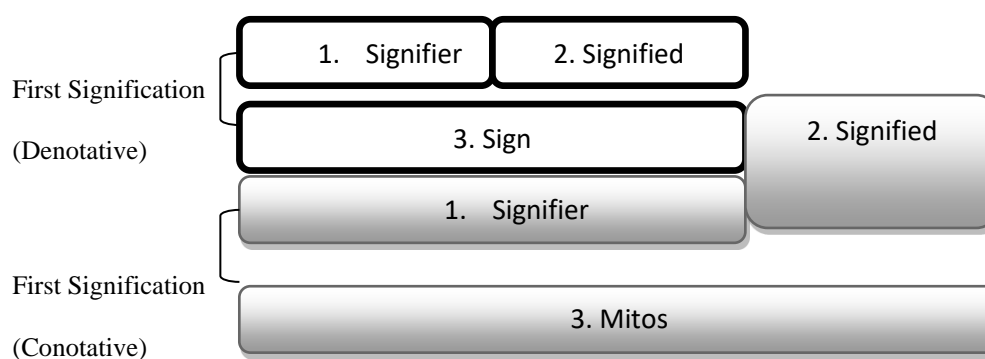 1. Signifier
2. Signified
First Signification
(Denotative)
3. Sign
2. Signified
1. Signifier
First Signification
(Conotative)
3. Mitos